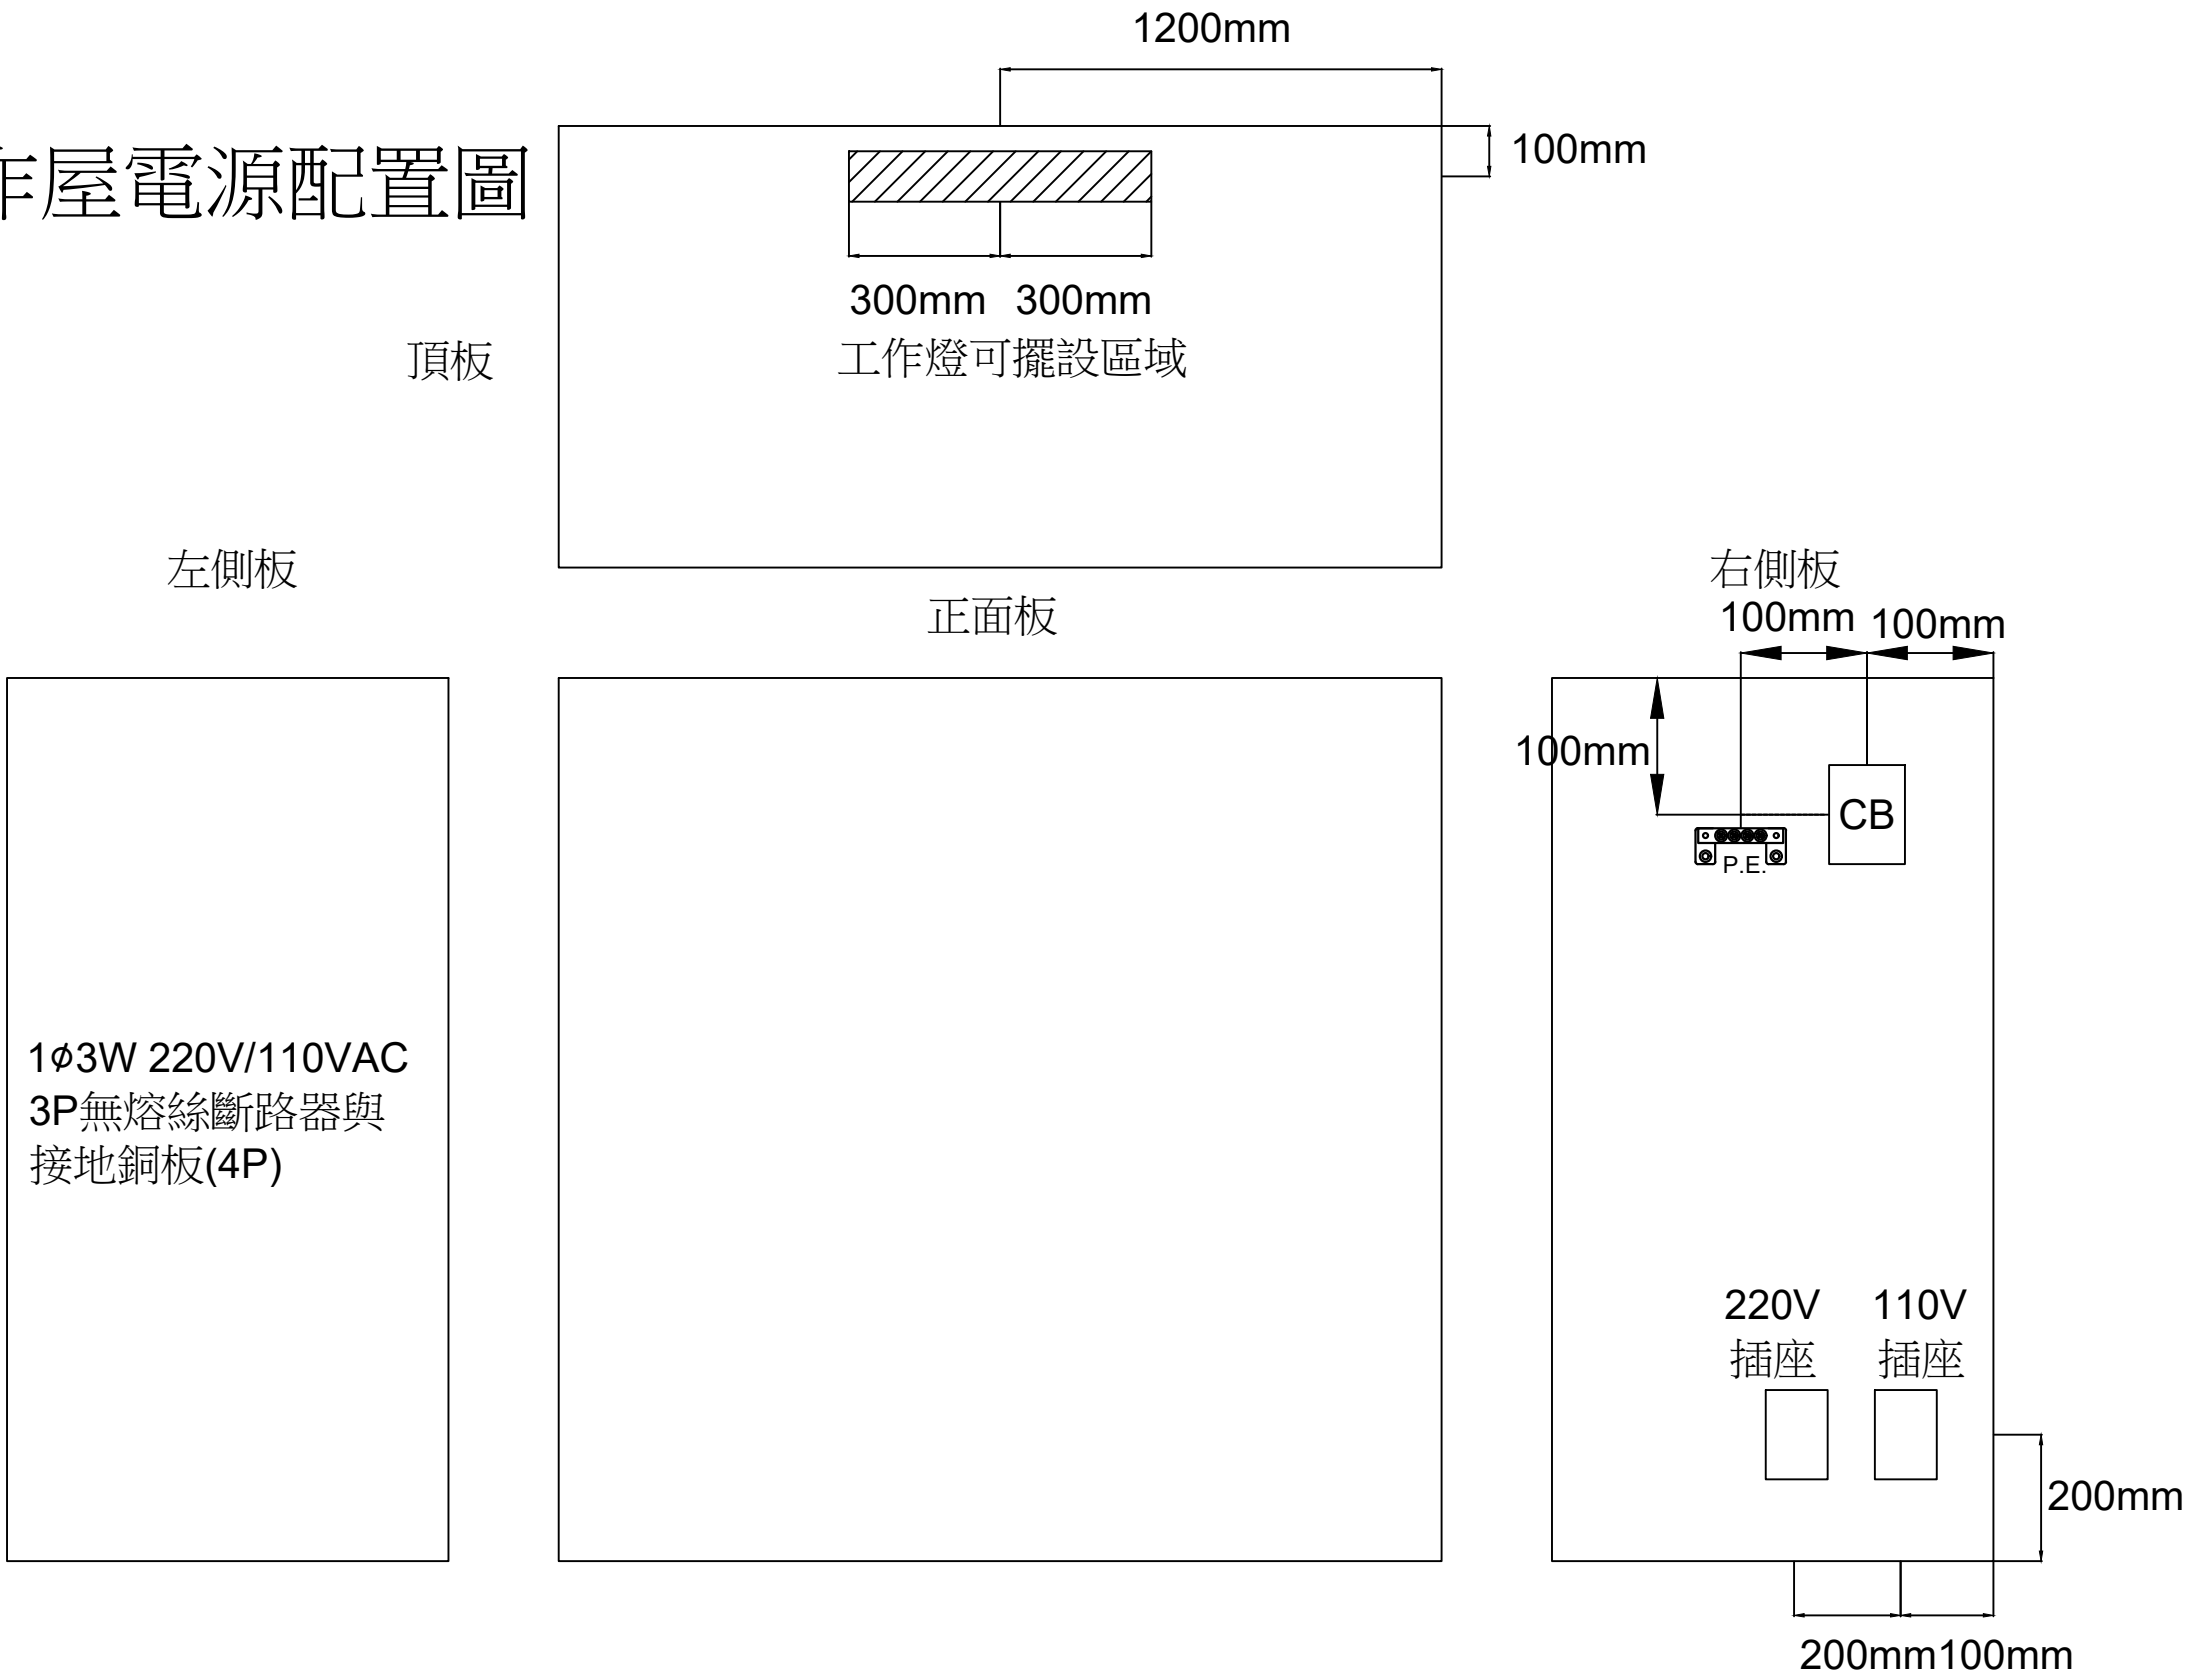 1200mm
100mm
作屋電源配置圖
300mm 300mm
工作燈可擺設區域
頂板
左側板
右側板
正面板
100mm 100mm
100mm
CB
P.E.
1φ3W 220V/110VAC
3P無熔絲斷路器與
接地銅板(4P)
220V 110V
插座 插座
200mm
200mm100mm